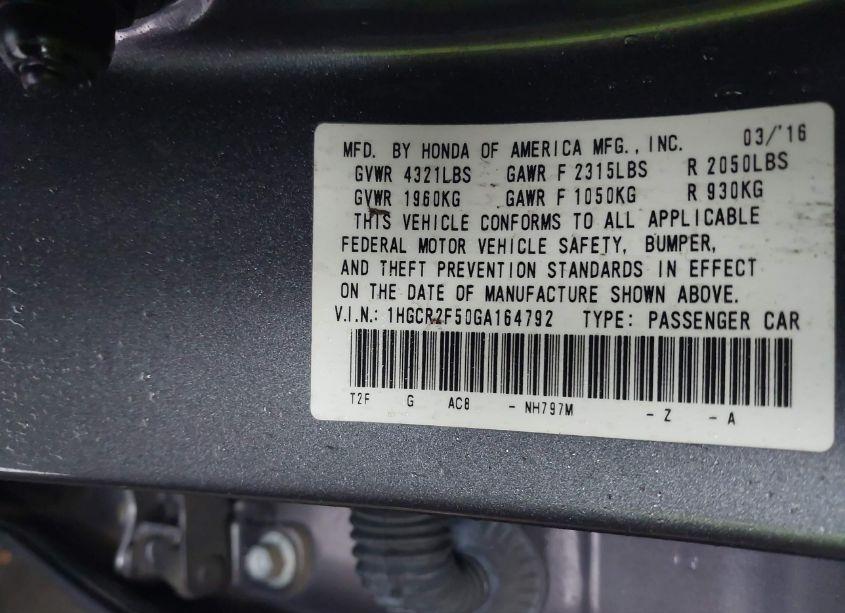 MFD. BY HONDA OF AMERICA MFG., INC. 03/'16
GVWR 4321LBS GAWR F 2315LBS R 2050LBS
GVWR 1960KG GAWR F 1050KG R 930KG
THIS VEHICLE CONFORMS TO ALL APPLICABLE
FEDERAL MOTOR VEHICLE SAFETY, BUMPER,
AND THEFT PREVENTION STANDARDS IN EFFECT
ON THE DATE OF MANUFACTURE SHOWN ABOVE.
V.I.N.: 1HGCR2F50GA164792 TYPE: PASSENGER CAR
T2F G AC8 - NH797M - Z - A